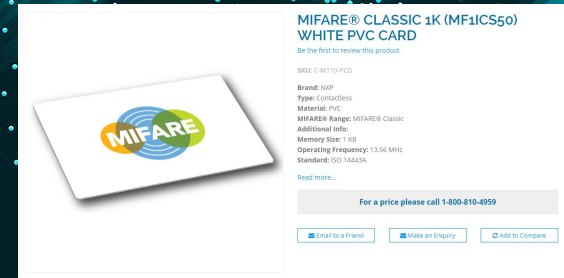 MIFARE® CLASSIC 1K (MF1ICS50)
WHITE PVC CARD
Be the first to review this product
SKU: C-M110-PCG
Brand: NXP
Type: Contactless
Material: PVC
MIFARE® Range: MIFARE® Classic
Additional Info:
Memory Size: 1 KB
Operating Frequency: 13.56 MHz
Standard: ISO 14443A
Read more...
For a price please call 1-800-810-4959
Email to a Friend
Make an Enquiry
Add to Compare
MIFARE